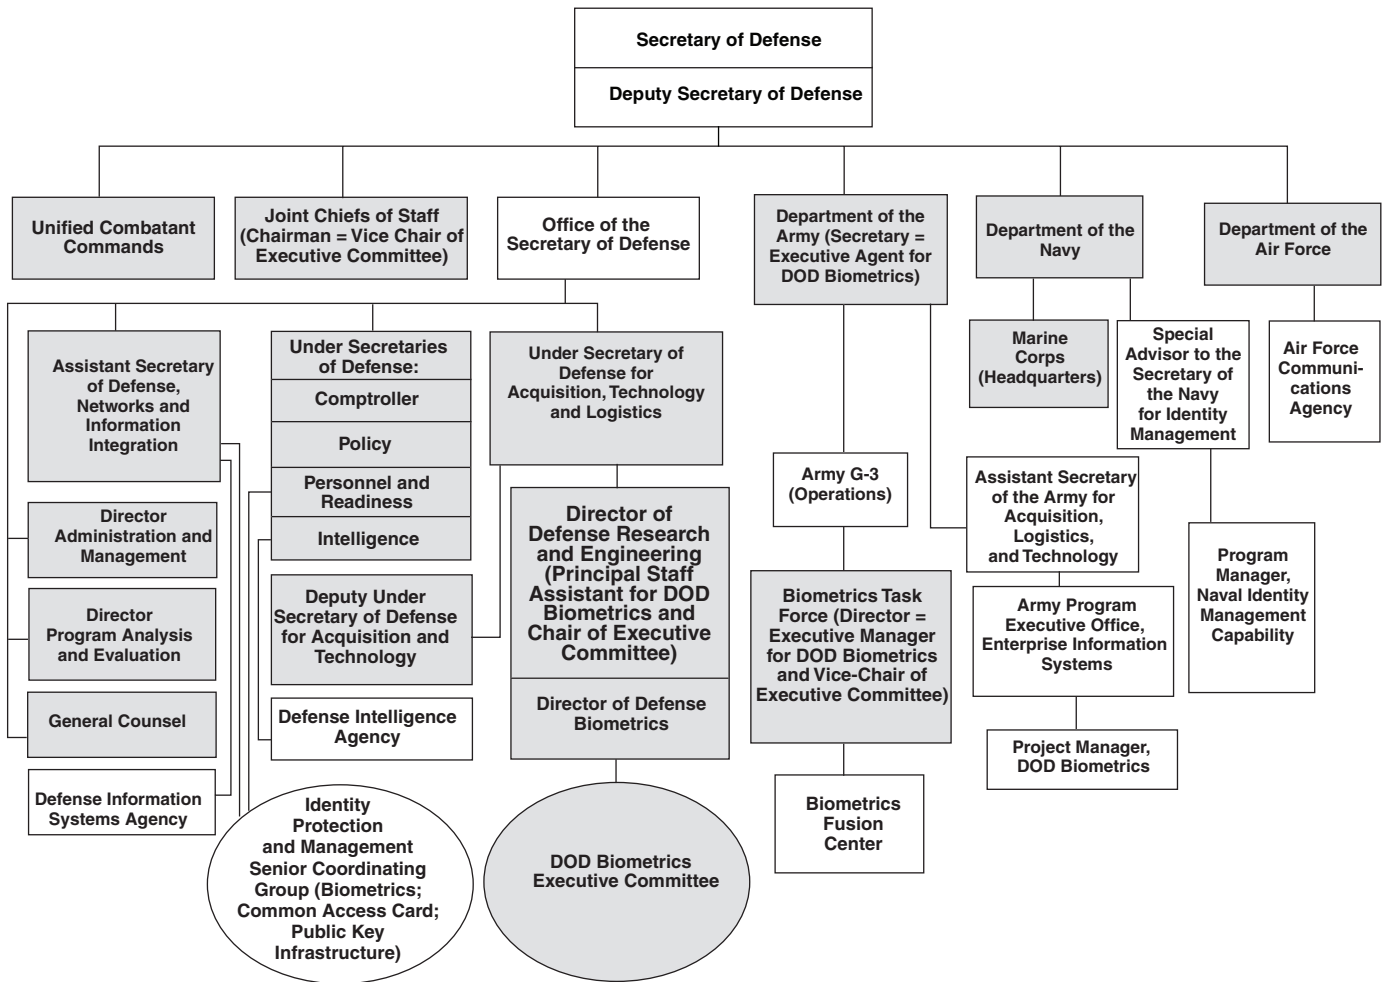 Secretary of Defense
Deputy Secretary of Defense
Unified Combatant
Commands
Joint Chiefs of Staff
(Chairman = Vice Chair of
Executive Committee)
Office of the
Secretary of Defense
Department of the
Army (Secretary =
Executive Agent for
DOD Biometrics)
Department of the
Navy
Department of the
Air Force
Assistant Secretary
of Defense,
Networks and
Information
Integration
Under Secretaries
of Defense:
Comptroller
Policy
Personnel and
Readiness
Intelligence
Under Secretary of
Defense for
Acquisition, Technology
and Logistics
Marine
Corps
(Headquarters)
Special
Advisor to the
Secretary of
the Navy
for Identity
Management
Air Force
Communi-
cations
Agency
Director
Administration and
Management
Director
Program Analysis
and Evaluation
General Counsel
Defense Information
Systems Agency
Deputy Under
Secretary of Defense
for Acquisition and
Technology
Defense Intelligence
Agency
Director of
Defense Research
and Engineering
(Principal Staff
Assistant for DOD
Biometrics and
Chair of Executive
Committee)
Director of Defense
Biometrics
Army G-3
(Operations)
Assistant Secretary
of the Army for
Acquisition,
Logistics,
and Technology
Program
Manager,
Naval Identity
Management
Capability
Biometrics Task
Force (Director =
Executive Manager
for DOD Biometrics
and Vice-Chair of
Executive Committee)
Army Program
Executive Office,
Enterprise Information
Systems
Project Manager,
DOD Biometrics
Biometrics
Fusion
Center
Identity
Protection
and Management
Senior Coordinating
Group (Biometrics;
Common Access Card;
Public Key
Infrastructure)
DOD Biometrics
Executive Committee